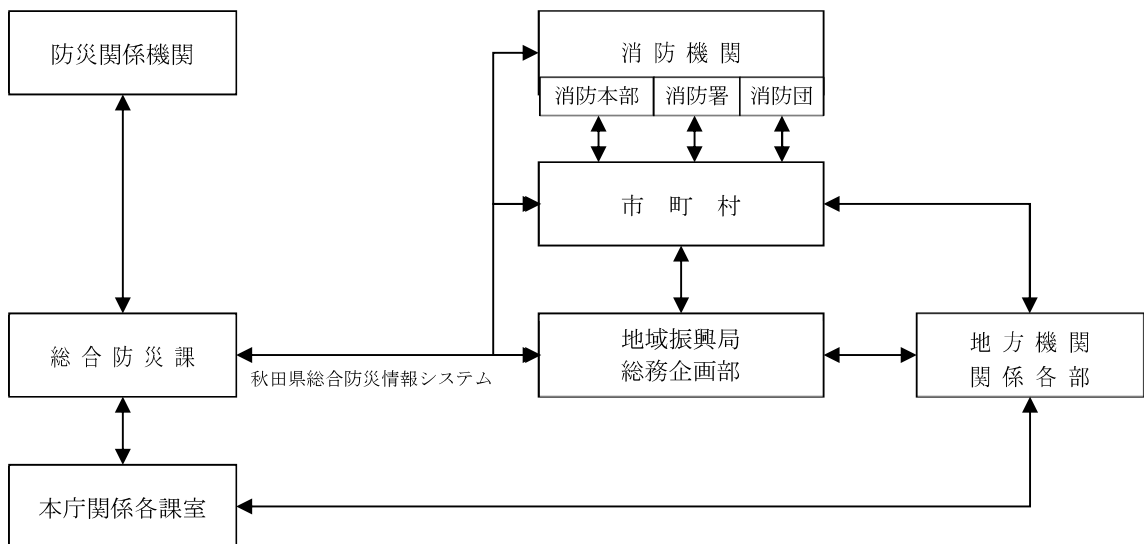 防災関係機関
消 防 機 関
消防本部
消防署
消防団
市 町 村
総 合 防 災 課
秋田県総合防災情報システム
地域振興局
総務企画部
地 方 機 関
関 係 各 部
本庁関係各課室